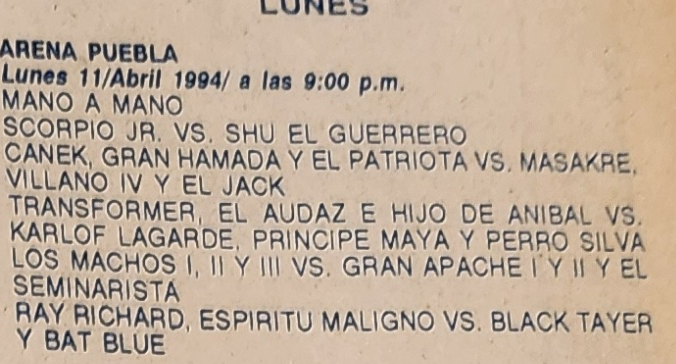 LUNES
ARENA PUEBLA
Lunes 11/Abril 1994/ a las 9:00 p.m.
MANO A MANO
SCORPIO JR. VS. SHU EL GUERRERO
CANEK, GRAN HAMADA Y EL PATRIOTA VS. MASAKRE,
VILLANO IV Y EL JACK
TRANSFORMER, EL AUDAZ E HIJO DE ANIBAL VS.
KARLOF LAGARDE, PRINCIPE MAYA Y PERRO SILVA
LOS MACHOS I, II Y III VS. GRAN APACHE I Y II Y EL
SEMINARISTA
RAY RICHARD, ESPIRITU MALIGNO VS. BLACK TAYER
Y BAT BLUE